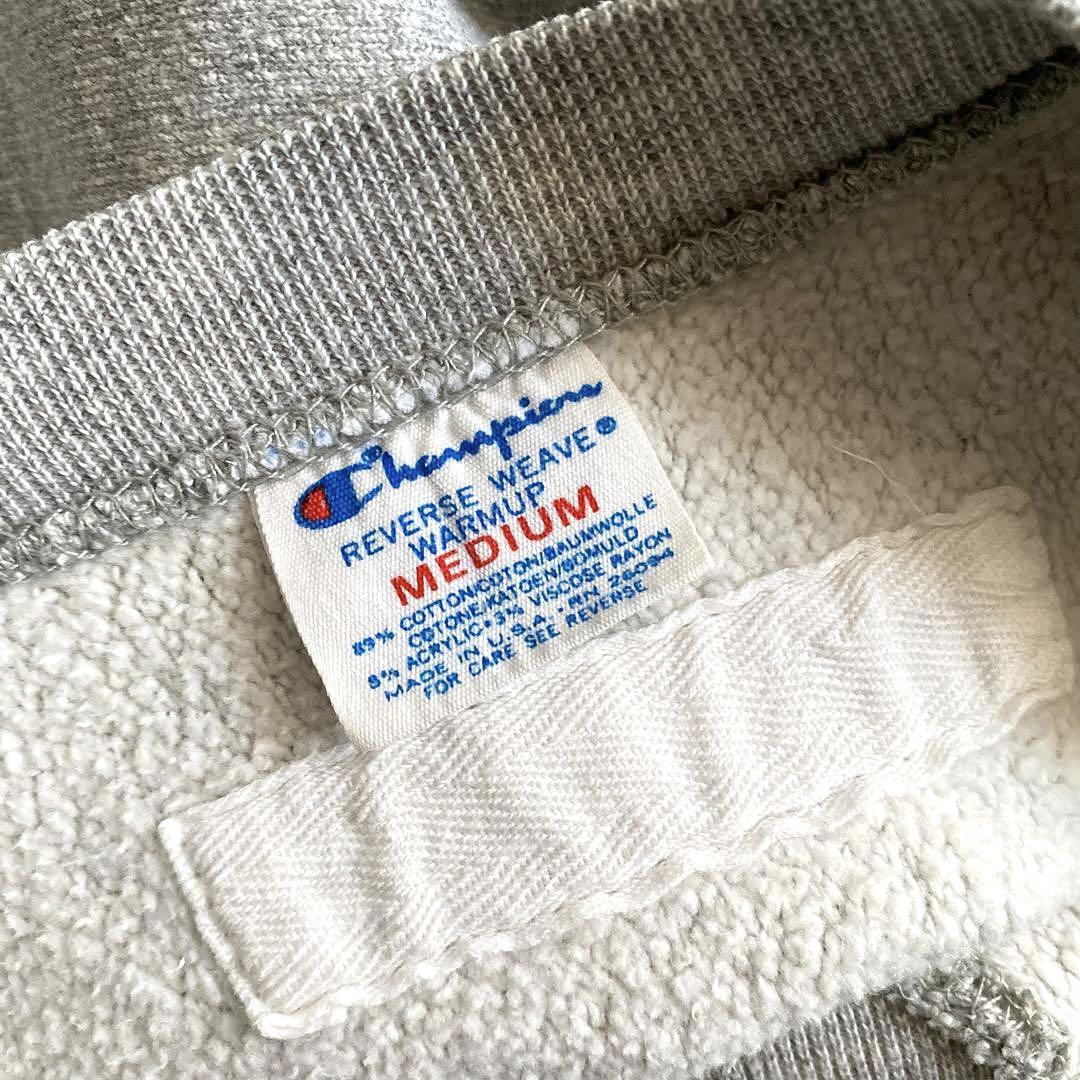 Champion
REVERSE WEAVE®
WARMUP
MEDIUM
89% COTTON/COTON/BAUMWOLLE
COTONE/KATOEN/BOMULD
8% ACRYLIC•3% VISCOSE RAYON
MADE IN U.S.A.•RN 26094
FOR CARE SEE REVERSE